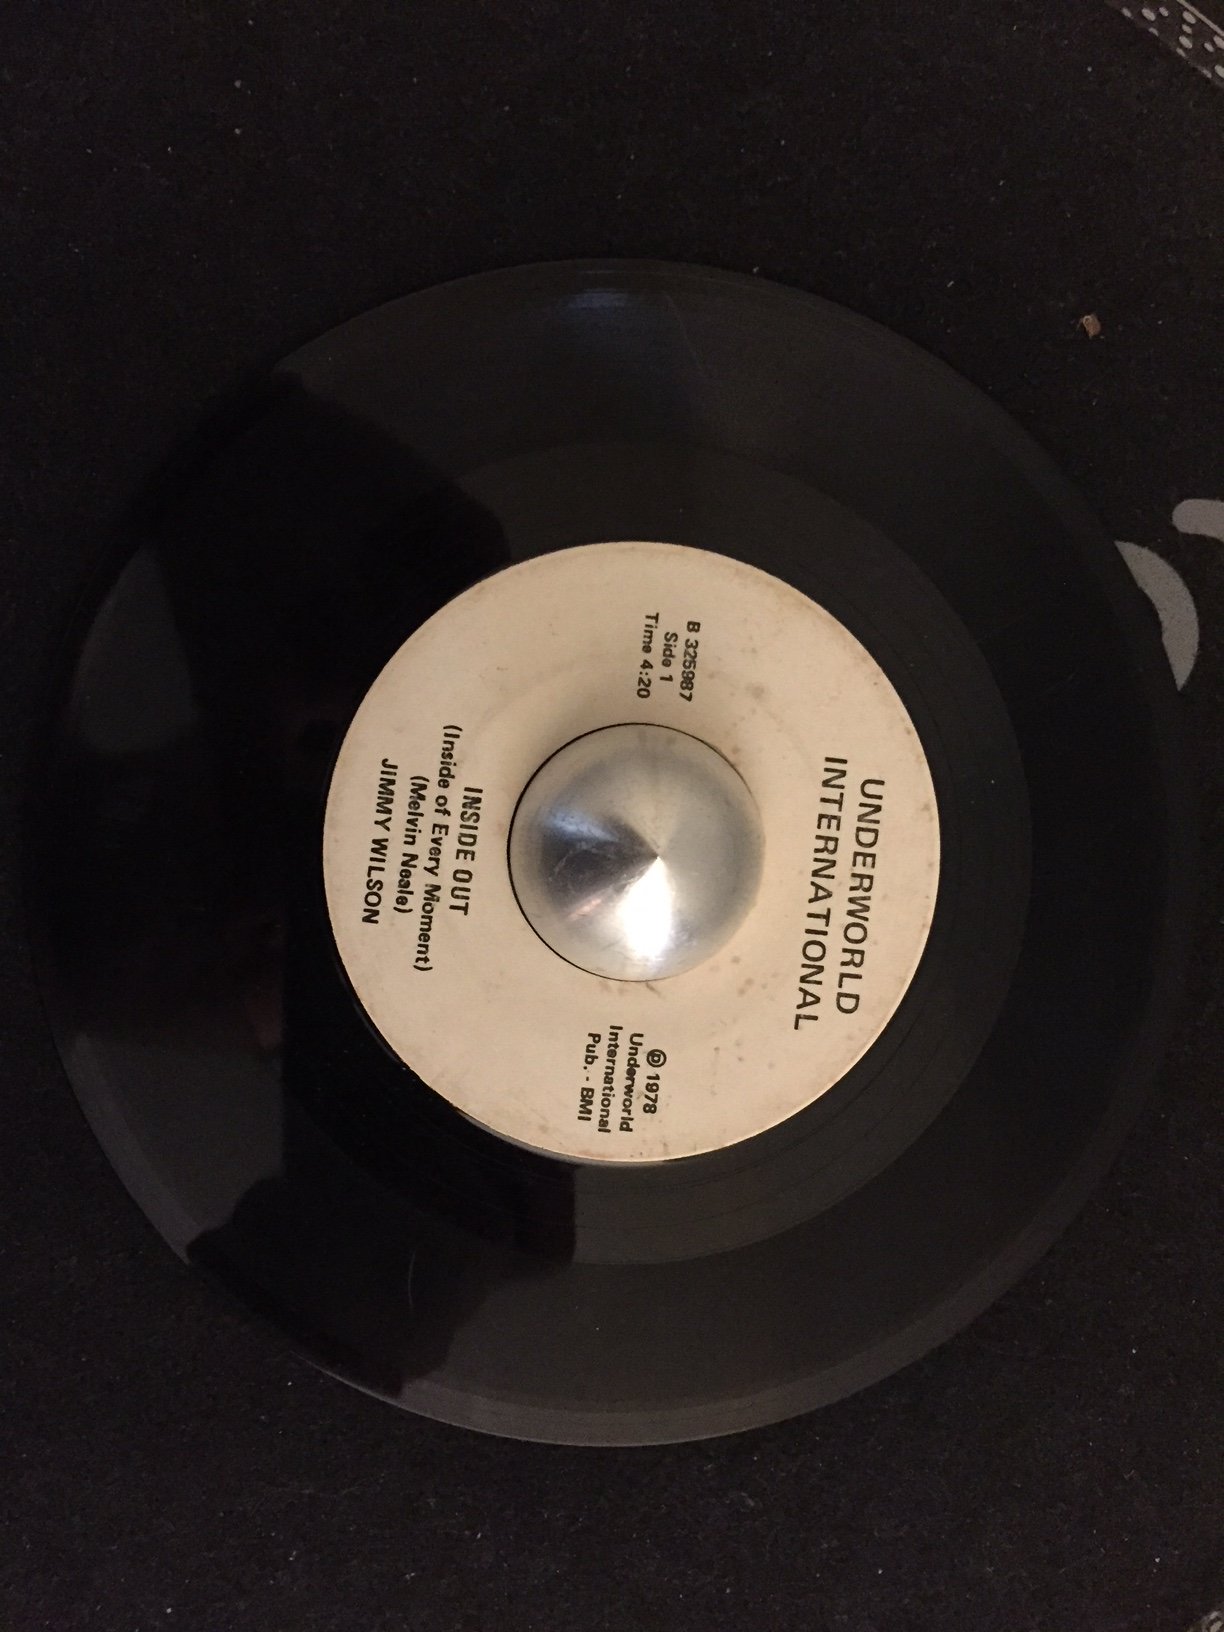 UNDERWORLD
INTERNATIONAL
B 325987
Side 1
Time 4:20
℗ 1978
Underworld
International
Pub. - BMI
INSIDE OUT
(Inside of Every Moment)
(Melvin Neale)
JIMMY WILSON